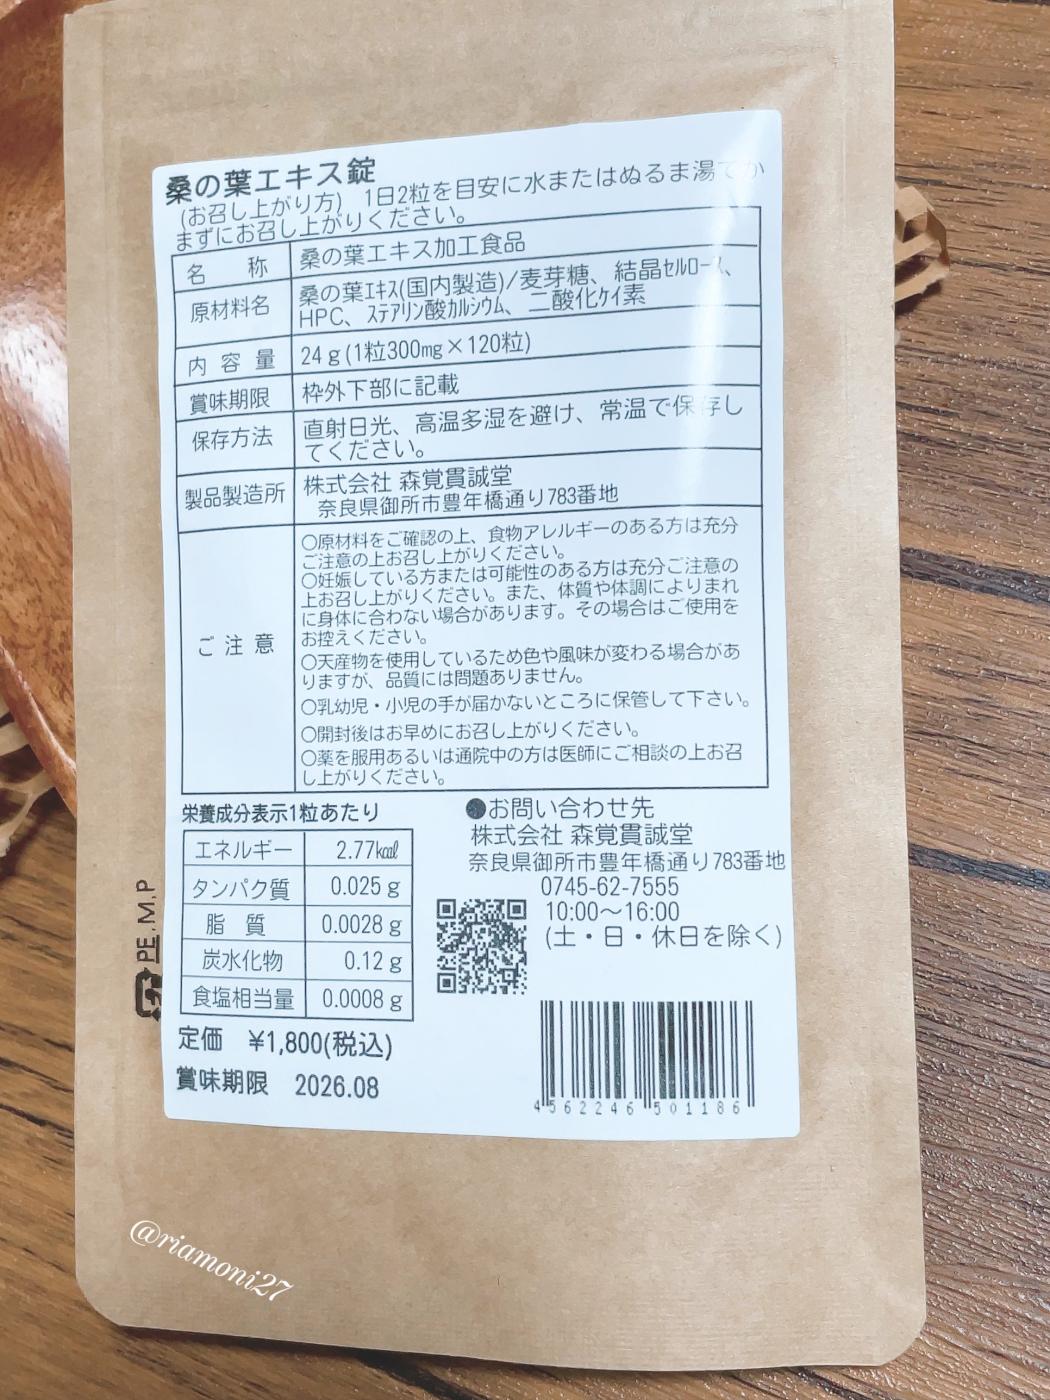 桑の葉エキス錠
(お召し上がり方) 1日2粒を目安に水またはぬるま湯でか
まずにお召し上がりください。
名 称 桑の葉エキス加工食品
原材料名 桑の葉ｴｷｽ(国内製造)/麦芽糖、結晶ｾﾙﾛｰｽ、
HPC、ｽﾃｱﾘﾝ酸ｶﾙｼｳﾑ、二酸化ｹｲ素
内 容 量 24ｇ(1粒300㎎×120粒)
賞味期限 枠外下部に記載
保存方法 直射日光、高温多湿を避け、常温で保存し
てください。
製品製造所 株式会社 森覚貫誠堂
奈良県御所市豊年橋通り783番地
ご 注 意
○原材料をご確認の上、食物アレルギーのある方は充分
ご注意の上お召し上がりください。
○妊娠している方または可能性のある方は充分ご注意の
上お召し上がりください。また、体質や体調によりまれ
に身体に合わない場合があります。その場合はご使用を
お控えください。
○天産物を使用しているため色や風味が変わる場合があ
りますが、品質には問題ありません。
○乳幼児・小児の手が届かないところに保管して下さい。
○開封後はお早めにお召し上がりください。
○薬を服用あるいは通院中の方は医師にご相談の上お召
し上がりください。
栄養成分表示1粒あたり
エネルギー 2.77㎉
タンパク質 0.025ｇ
脂 質 0.0028ｇ
炭水化物 0.12ｇ
食塩相当量 0.0008ｇ
定価 ¥1,800(税込)
賞味期限 2026.08
●お問い合わせ先
株式会社 森覚貫誠堂
奈良県御所市豊年橋通り783番地
0745-62-7555
10:00～16:00
(土・日・休日を除く)
4562246501186
PE,M,P
@riamoni27